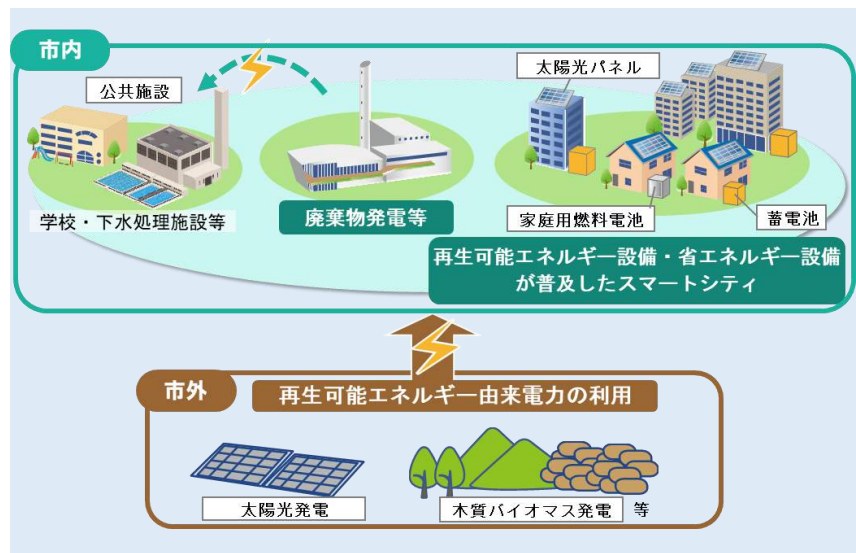 市内
公共施設
太陽光パネル
学校・下水処理施設等
廃棄物発電等
家庭用燃料電池
蓄電池
再生可能エネルギー設備・省エネルギー設備
が普及したスマートシティ
市外
再生可能エネルギー由来電力の利用
太陽光発電
木質バイオマス発電 等